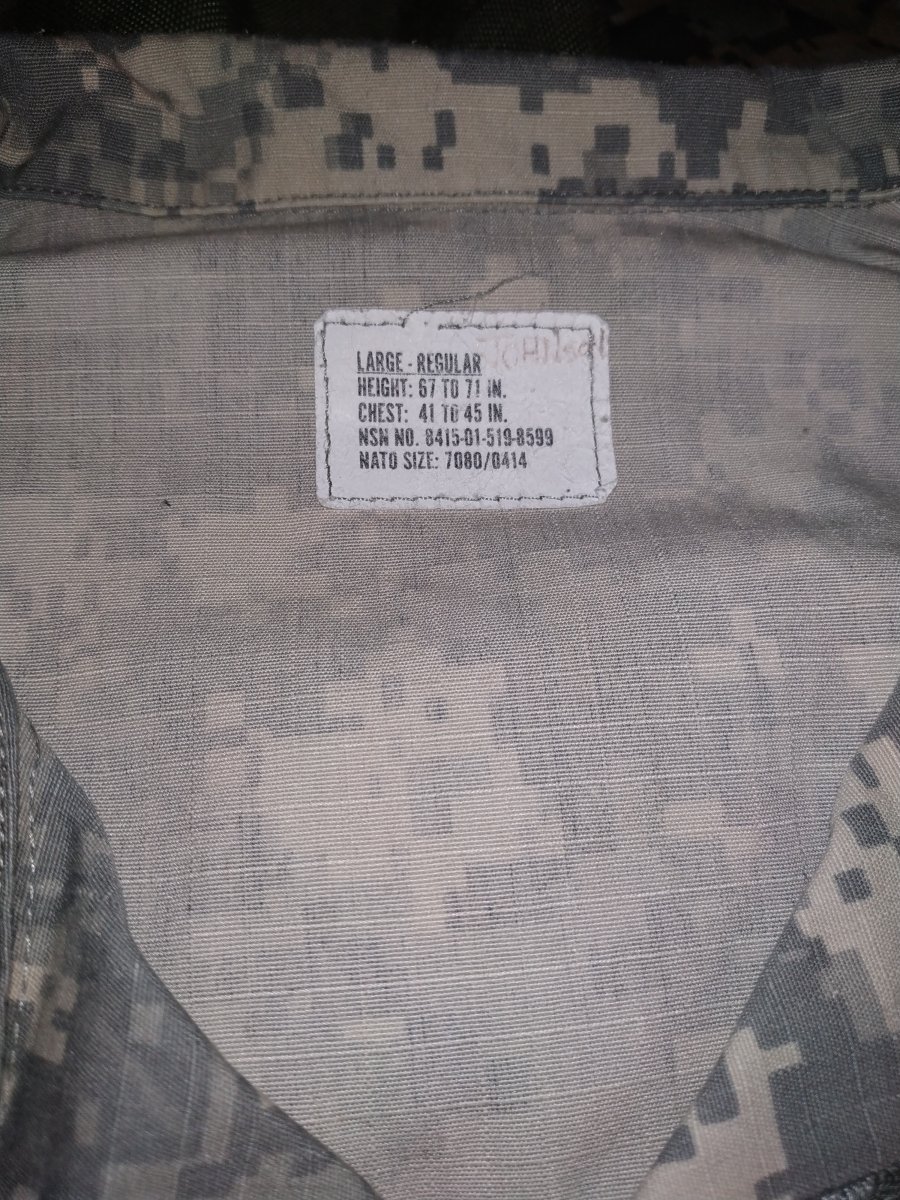 LARGE - REGULAR
HEIGHT: 67 TO 71 IN.
CHEST: 41 TO 45 IN.
NSN NO. 8415-01-519-8599
NATO SIZE: 7080/0414